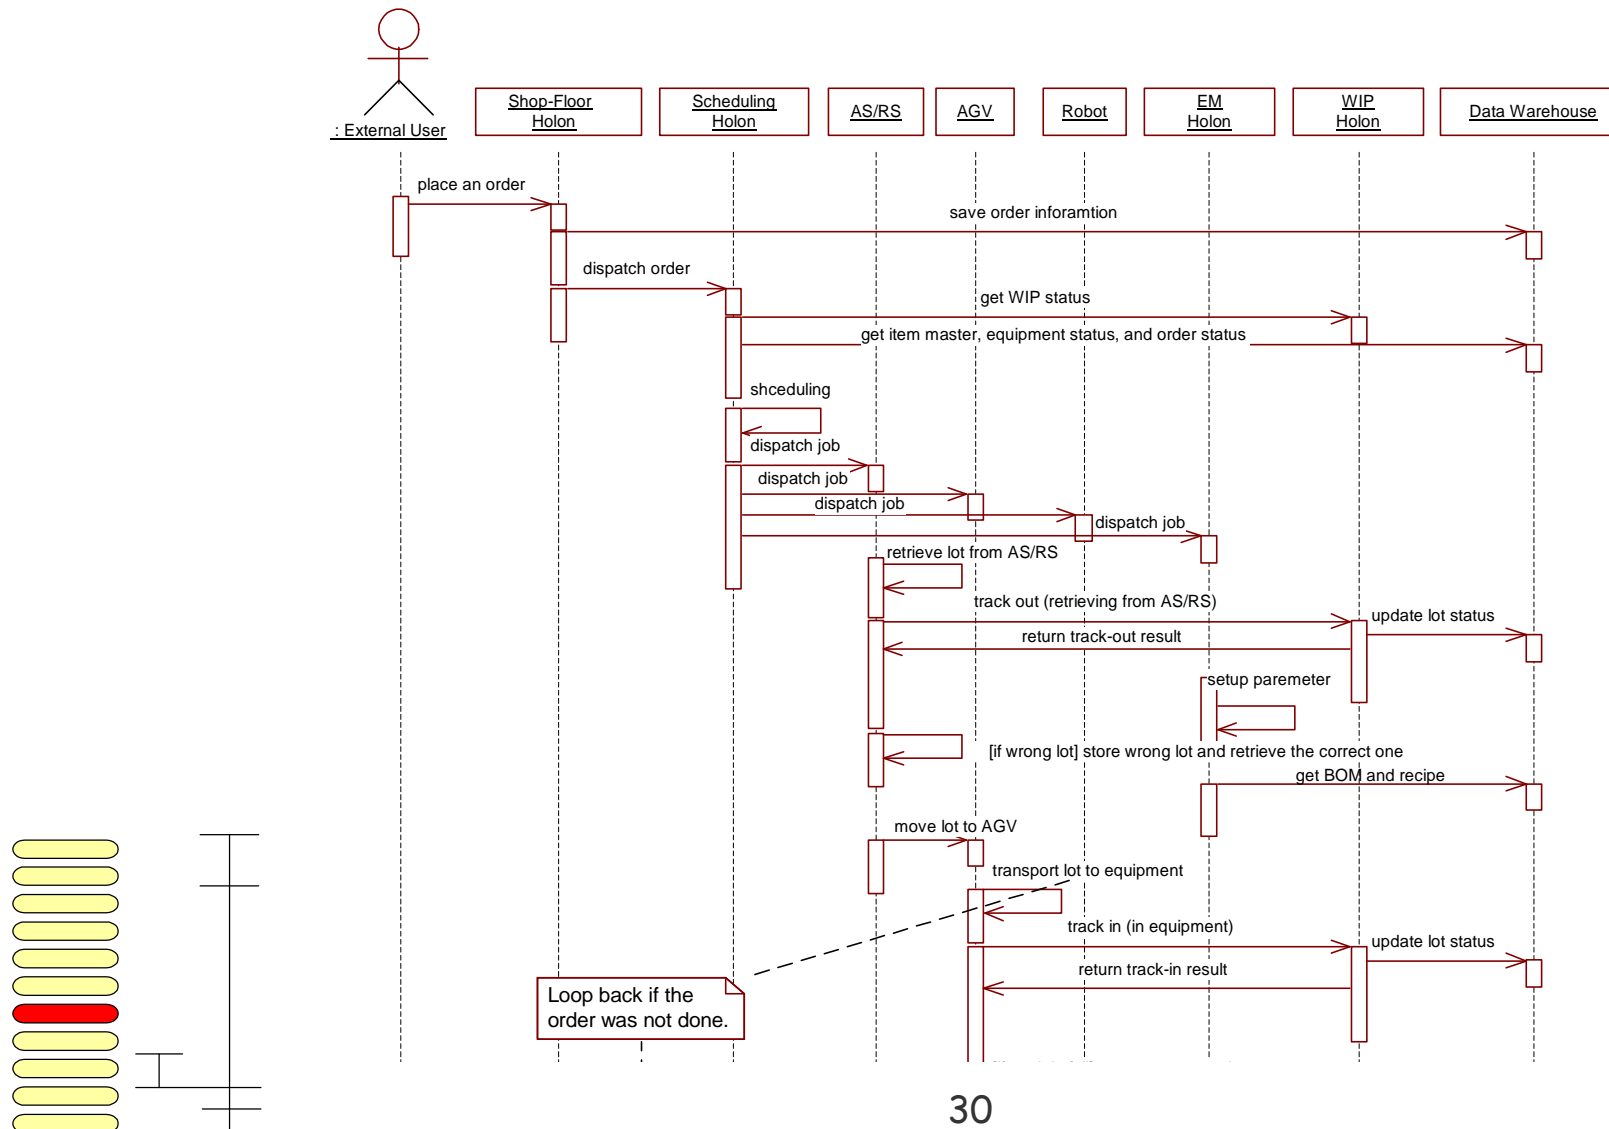 : External User
Shop-Floor
Holon
Scheduling
Holon
AS/RS
AGV
Robot
EM
Holon
WIP
Holon
Data Warehouse
place an order
save order inforamtion
dispatch order
get WIP status
get item master, equipment status, and order status
shceduling
dispatch job
dispatch job
dispatch job
dispatch job
retrieve lot from AS/RS
track out (retrieving from AS/RS)
update lot status
return track-out result
setup paremeter
[if wrong lot] store wrong lot and retrieve the correct one
get BOM and recipe
move lot to AGV
transport lot to equipment
track in (in equipment)
update lot status
return track-in result
Loop back if the
order was not done.
30